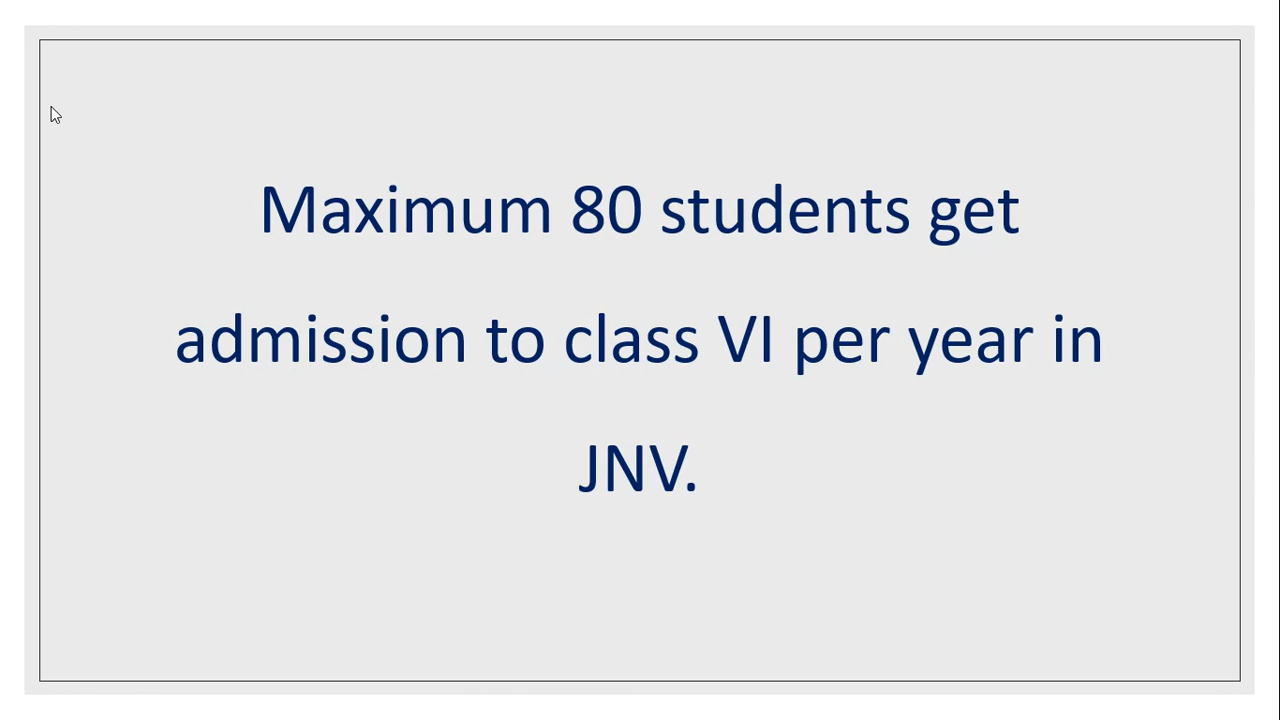 Maximum 80 students get
admission to class VI per year in
JNV.